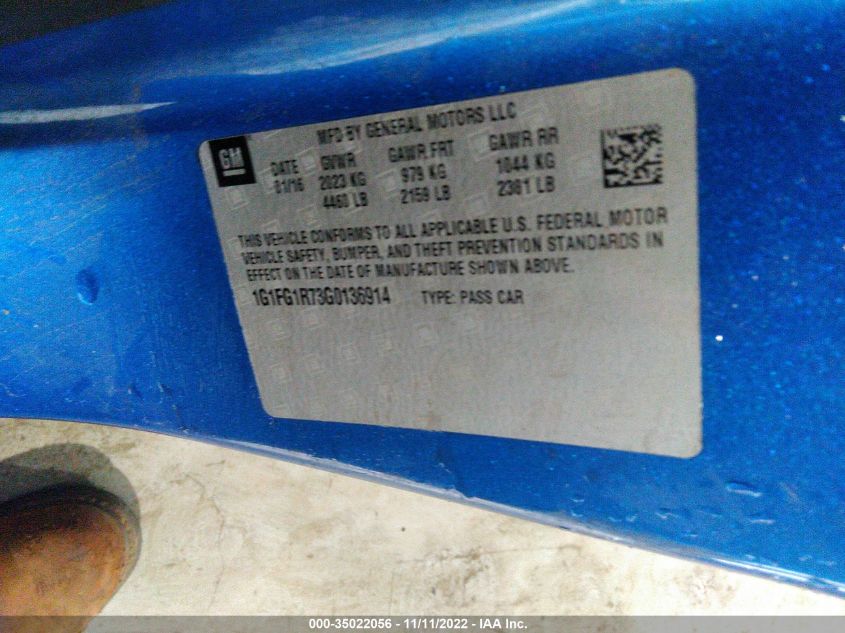 GM
MFD BY GENERAL MOTORS LLC
DATE GVWR GAWR FRT GAWR RR
01/16 2023 KG 979 KG 1044 KG
4460 LB 2159 LB 2301 LB
THIS VEHICLE CONFORMS TO ALL APPLICABLE U.S. FEDERAL MOTOR
VEHICLE SAFETY, BUMPER, AND THEFT PREVENTION STANDARDS IN
EFFECT ON THE DATE OF MANUFACTURE SHOWN ABOVE.
1G1FG1R73G0136914 TYPE: PASS CAR
000-35022056 - 11/11/2022 - IAA Inc.